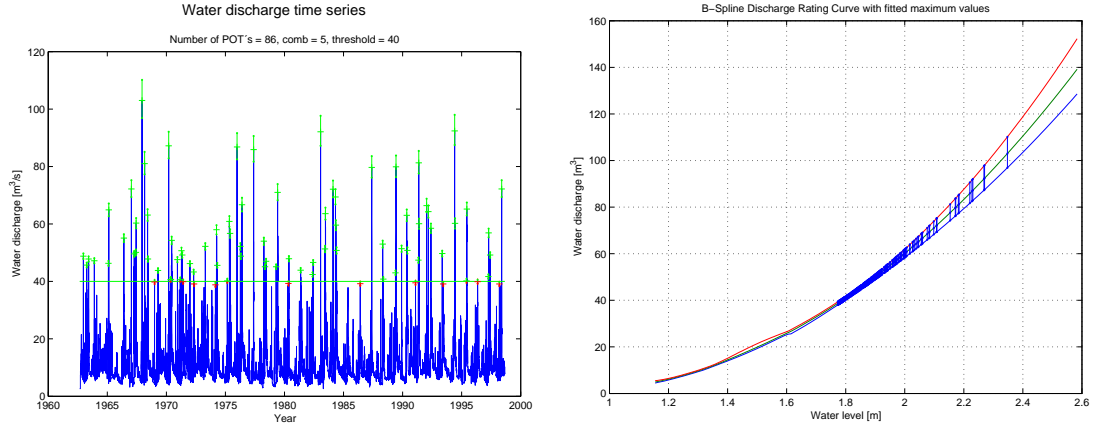 Water discharge time series
Number of POT´s = 86, comb = 5, threshold = 40
120
100
80
60
40
20
0
Water discharge [m³/s]
1960 1965 1970 1975 1980 1985 1990 1995 2000
Year
B−Spline Discharge Rating Curve with fitted maximum values
160
140
120
100
80
60
40
20
0
Water discharge [m³]
1 1.2 1.4 1.6 1.8 2 2.2 2.4 2.6
Water level [m]